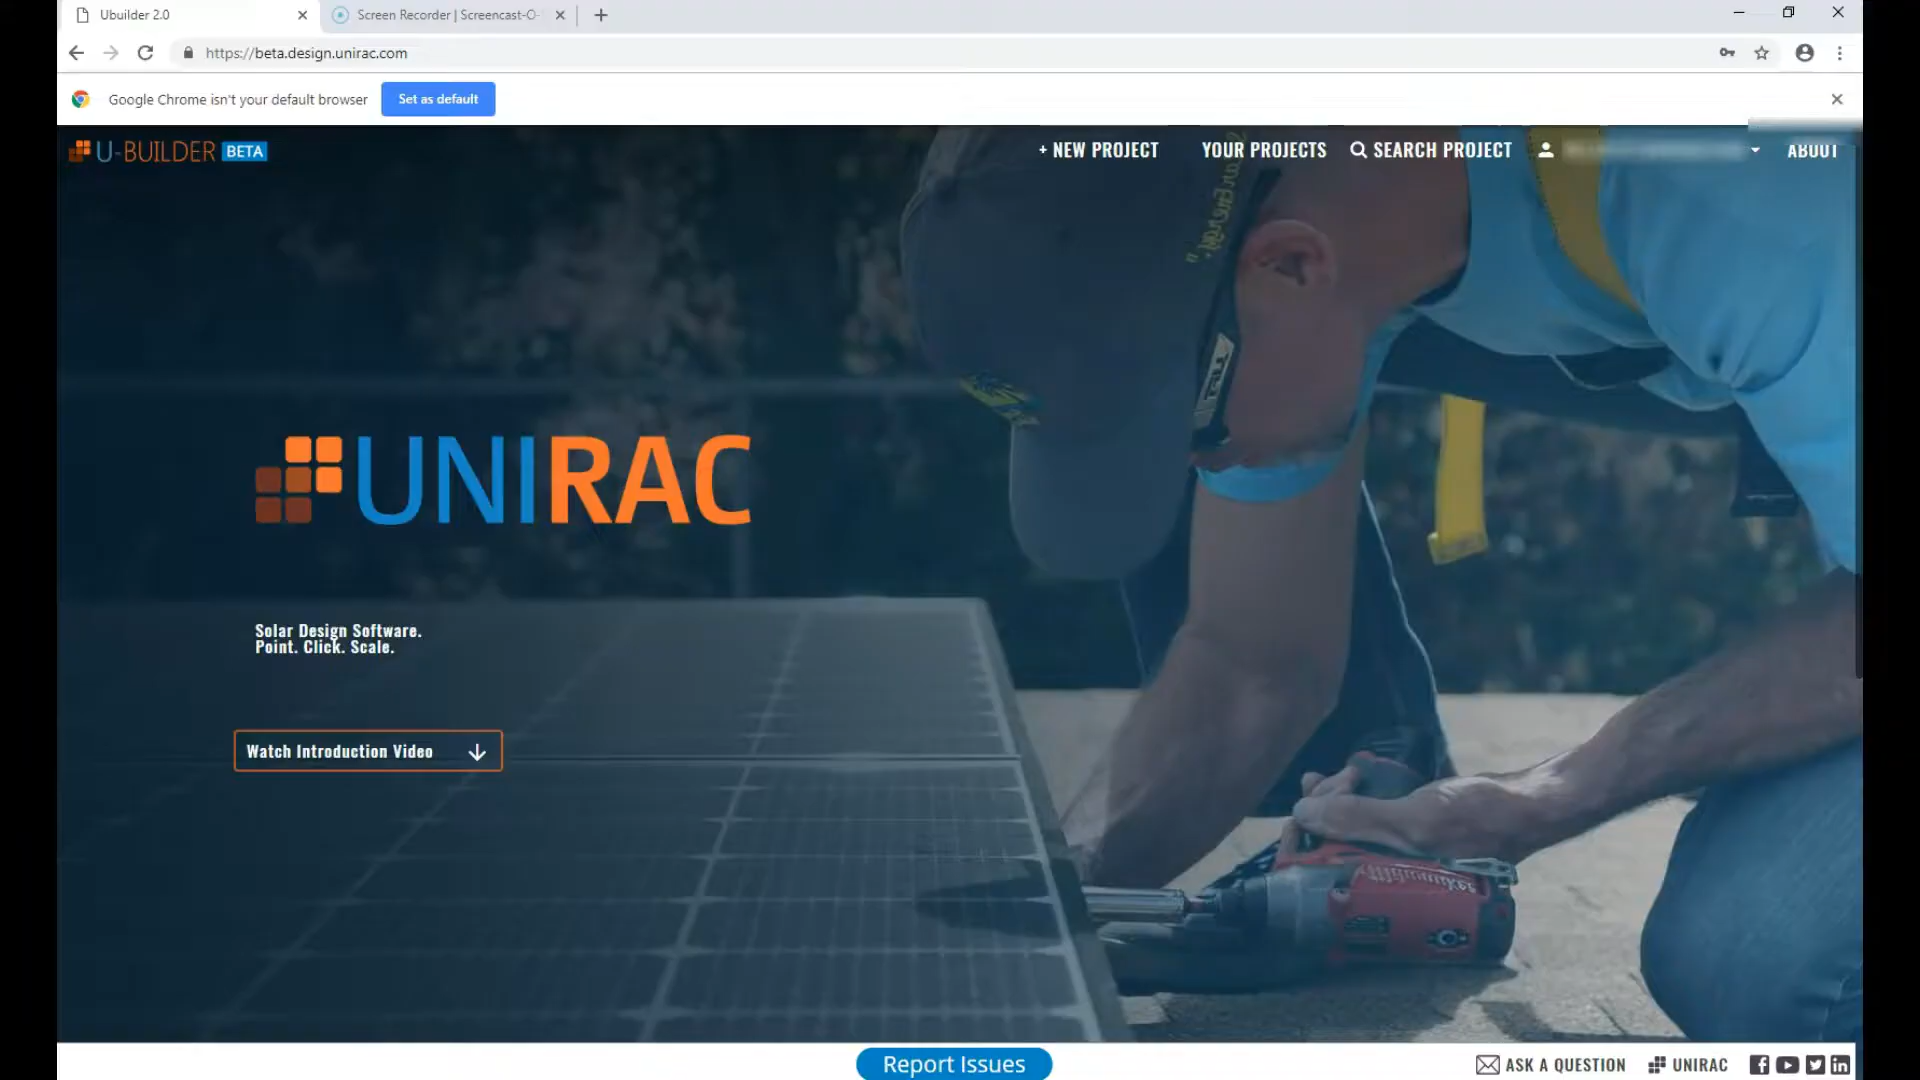 Ubuilder 2.0
Screen Recorder | Screencast-O-
https://beta.design.unirac.com
Google Chrome isn't your default browser
Set as default
U-BUILDER BETA
+ NEW PROJECT
YOUR PROJECTS
SEARCH PROJECT
ABOUT
UNIRAC
Solar Design Software.
Point. Click. Scale.
Watch Introduction Video
Milwaukee
Report Issues
ASK A QUESTION
UNIRAC